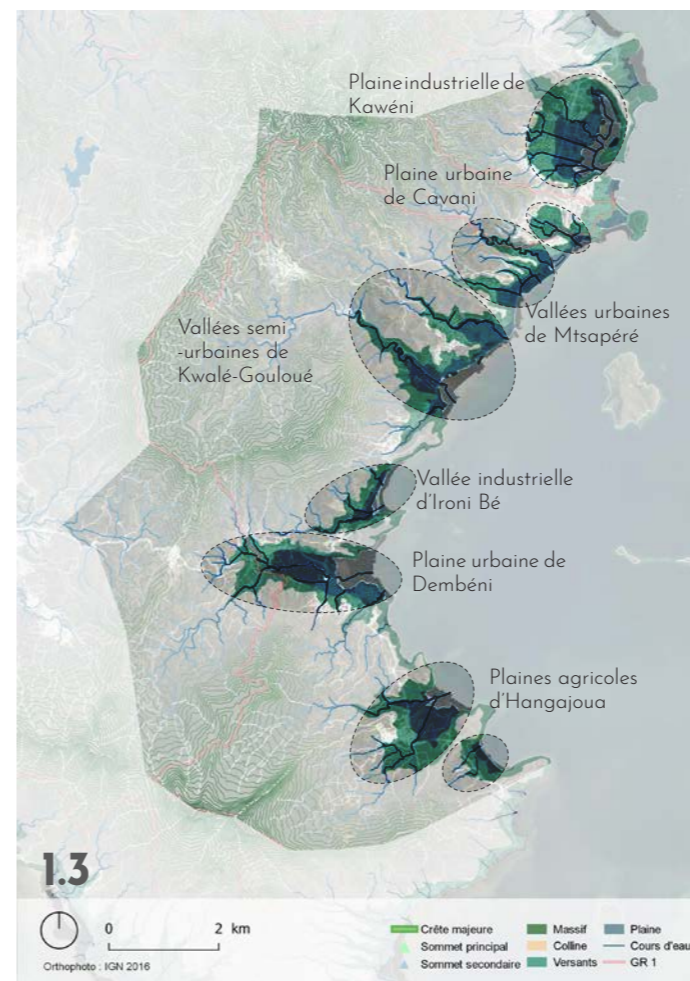 Plaine industrielle de
Kawéni
Plaine urbaine
de Cavani
Vallées urbaines
de Mtsapéré
Vallées semi
-urbaines de
Kwalé-Gouloué
Vallée industrielle
d'Ironi Bé
Plaine urbaine de
Dembéni
Plaines agricoles
d'Hangajoua
1.3
0 2 km
Orthophoto : IGN 2016
Crête majeure
Sommet principal
Sommet secondaire
Massif
Colline
Versants
Plaine
Cours d'eau
GR 1